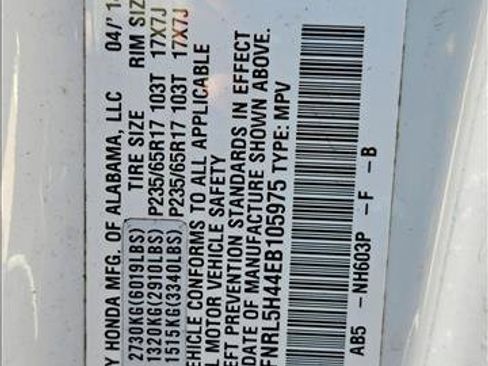 Y HONDA MFG. OF ALABAMA, LLC 04/'1
TIRE SIZE RIM SIZ
2730KG(6019LBS)
1320KG(2910LBS) P235/65R17 103T 17X7J
1515KG(3340LBS) P235/65R17 103T 17X7J
EHICLE CONFORMS TO ALL APPLICABLE
L MOTOR VEHICLE SAFETY
EFT PREVENTION STANDARDS IN EFFECT
DATE OF MANUFACTURE SHOWN ABOVE.
FNRL5H44EB105975 TYPE: MPV
AB5 -NH603P -F -B